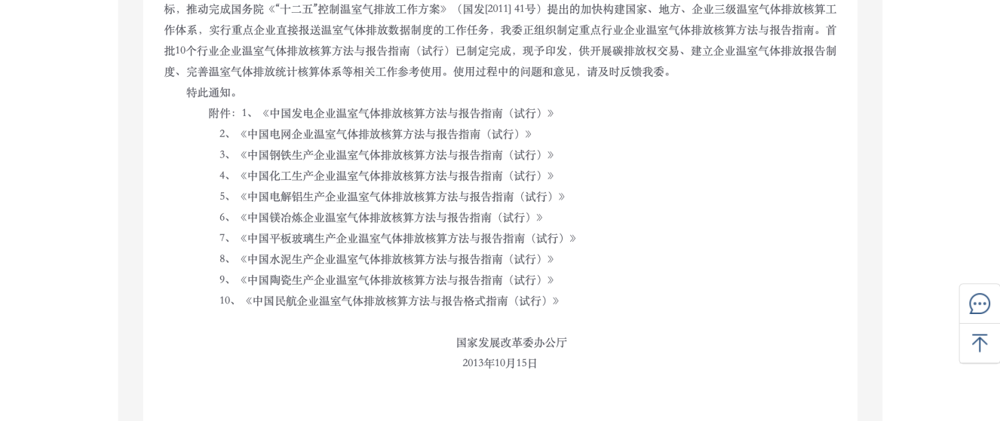 标，推动完成国务院《“十二五”控制温室气排放工作方案》（国发[2011] 41号）提出的加快构建国家、地方、企业三级温室气体排放核算工
作体系，实行重点企业直接报送温室气体排放数据制度的工作任务，我委正组织制定重点行业企业温室气体排放核算方法与报告指南。首
批10个行业企业温室气体排放核算方法与报告指南（试行）已制定完成，现予印发，供开展碳排放权交易、建立企业温室气体排放报告制
度、完善温室气体排放统计核算体系等相关工作参考使用。使用过程中的问题和意见，请及时反馈我委。
特此通知。
附件：1、《中国发电企业温室气体排放核算方法与报告指南（试行）》
2、《中国电网企业温室气体排放核算方法与报告指南（试行）》
3、《中国钢铁生产企业温室气体排放核算方法与报告指南（试行）》
4、《中国化工生产企业温室气体排放核算方法与报告指南（试行）》
5、《中国电解铝生产企业温室气体排放核算方法与报告指南（试行）》
6、《中国镁冶炼企业温室气体排放核算方法与报告指南（试行）》
7、《中国平板玻璃生产企业温室气体排放核算方法与报告指南（试行）》
8、《中国水泥生产企业温室气体排放核算方法与报告指南（试行）》
9、《中国陶瓷生产企业温室气体排放核算方法与报告指南（试行）》
10、《中国民航企业温室气体排放核算方法与报告格式指南（试行）》
国家发展改革委办公厅
2013年10月15日